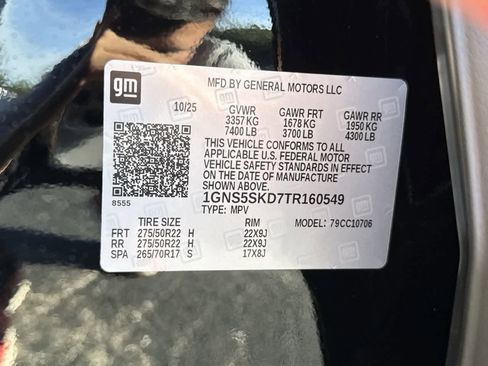 gm
MFD BY GENERAL MOTORS LLC
10/25 GVWR GAWR FRT GAWR RR
3357 KG 1678 KG 1950 KG
7400 LB 3700 LB 4300 LB
THIS VEHICLE CONFORMS TO ALL
APPLICABLE U.S. FEDERAL MOTOR
VEHICLE SAFETY STANDARDS IN EFFECT
ON THE DATE OF MANUFACTURE
SHOWN ABOVE.
8555 1GNS5SKD7TR160549
TYPE: MPV
TIRE SIZE RIM MODEL: 79CC10706
FRT 275/50R22 H 22X9J
RR 275/50R22 H 22X9J
SPA 265/70R17 S 17X8J